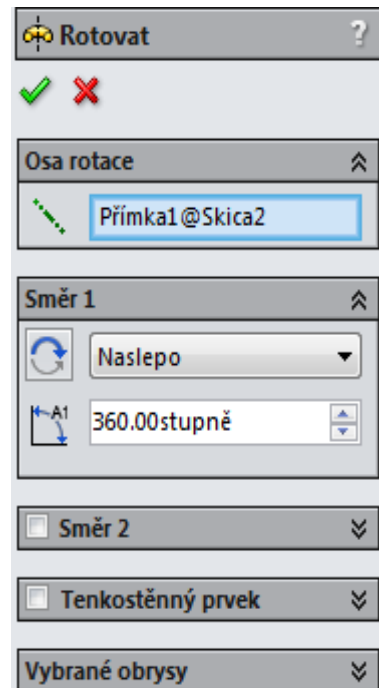 Rotovat ?
Osa rotace
Přímka1@Skica2
Směr 1
Naslepo
A1
360.00stupně
Směr 2
Tenkostěnný prvek
Vybrané obrysy